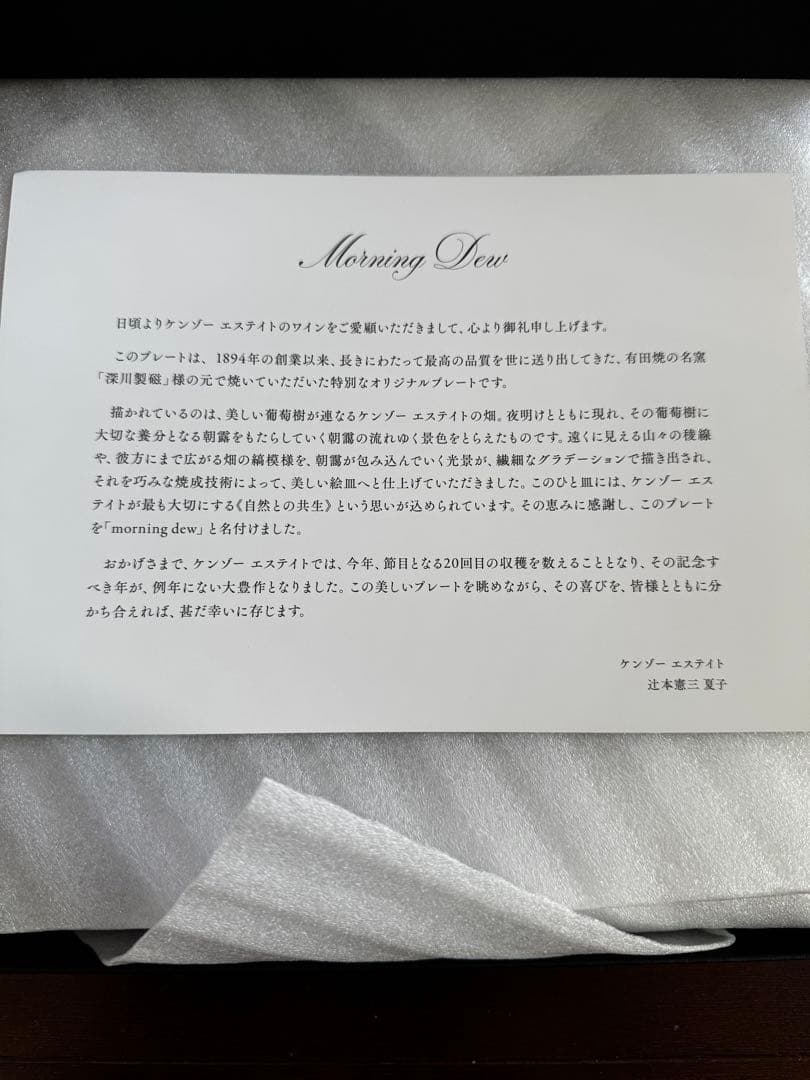 Morning Dew
日頃よりケンゾー エステイトのワインをご愛顧いただきまして、心より御礼申し上げます。
このプレートは、1894年の創業以来、長きにわたって最高の品質を世に送り出してきた、有田焼の名窯
「深川製磁」様の元で焼いていただいた特別なオリジナルプレートです。
描かれているのは、美しい葡萄樹が連なるケンゾー エステイトの畑。夜明けとともに現れ、その葡萄樹に
大切な養分となる朝露をもたらしていく朝靄の流れゆく景色をとらえたものです。遠くに見える山々の稜線
や、彼方にまで広がる畑の縞模様を、朝靄が包み込んでいく光景が、繊細なグラデーションで描き出され、
それを巧みな焼成技術によって、美しい絵皿へと仕上げていただきました。このひと皿には、ケンゾー エス
テイトが最も大切にする《自然との共生》という思いが込められています。その恵みに感謝し、このプレート
を「morning dew」と名付けました。
おかげさまで、ケンゾー エステイトでは、今年、節目となる20回目の収穫を数えることとなり、その記念す
べき年が、例年にない大豊作となりました。この美しいプレートを眺めながら、その喜びを、皆様とともに分
かち合えれば、甚だ幸いに存じます。
ケンゾー エステイト
辻本憲三 夏子